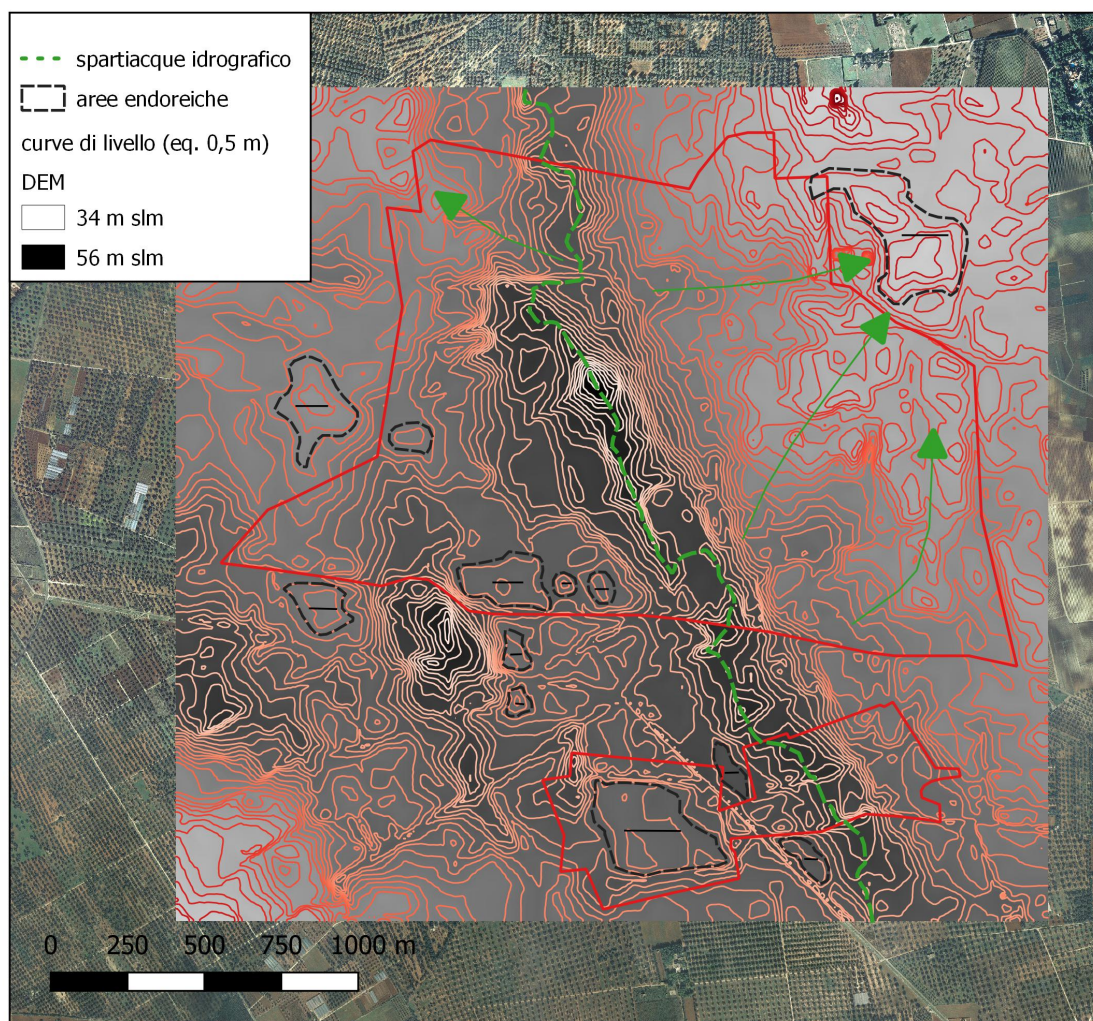 spartiacque idrografico
aree endoreiche
curve di livello (eq. 0,5 m)
DEM
34 m slm
56 m slm
0 250 500 750 1000 m